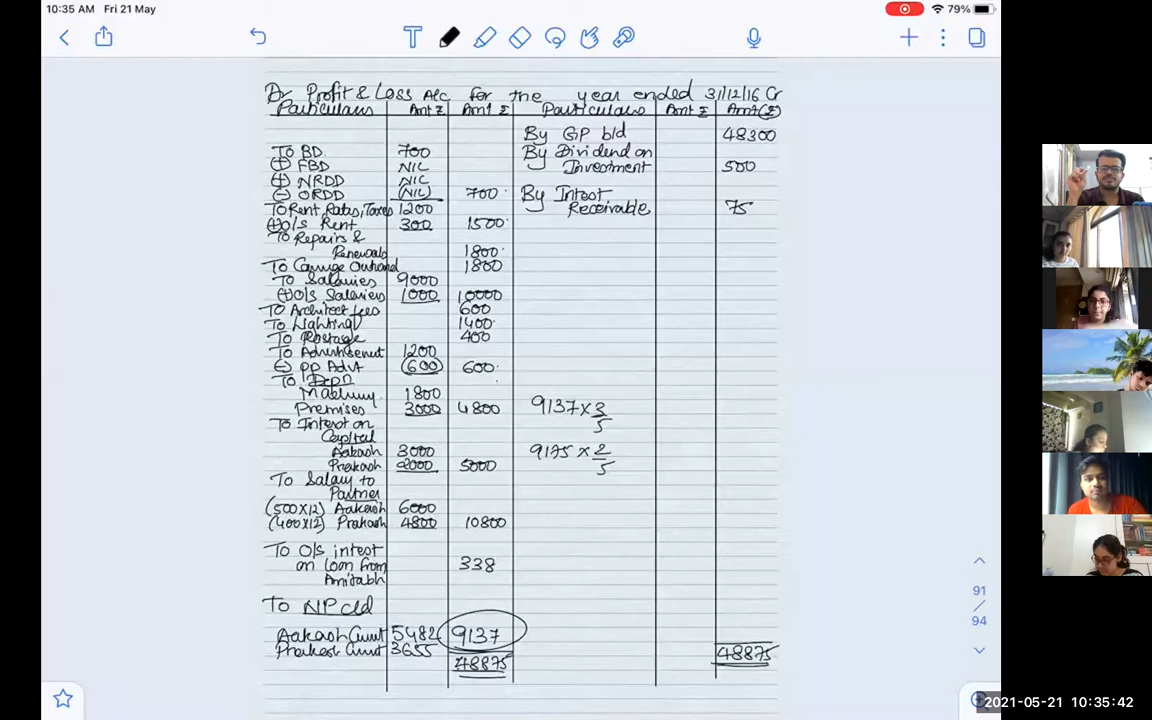 10:35 AM Fri 21 May
79%
Dr Profit & Loss A/c for the year ended 31/12/16 Cr
Particulars Amt ₹ Amt ₹ Particulars Amt ₹ Amt (₹)
By GP b/d 48300
To BD. 700 By Dividend on
(+) FBD NIL Investment 500
(+) NRDD NIL
(-) ORDD (NIL) 700 By Intest
To Rent, Rates, Taxes 1200 Receivable 75
(+) O/s Rent 300 1500
To Repairs &
Renewals 1800
To Carriage Outward 1800
To Salaries 9000
(+) O/s Salaries 1000 10000
To Architect fees 600
To Lighting 1400
To Postage 400
To Advertisement 1200
(-) PP Advt (600) 600
To Depn
Machinery 1800
Premises 3000 4800 9137 x 3/5
To Interest on
Capital
Aakash 3000 9175 x 2/5
Prakash 2000 5000
To Salary to
Partner
(500x12) Aakash 6000
(400x12) Prakash 4800 10800
To O/s intest
on loan from 338
Amitabh
To NP c/d
Aakash Curnt 5482 9137
Prakash Curnt 3655 48875 48875
91
/
94
2021-05-21 10:35:42